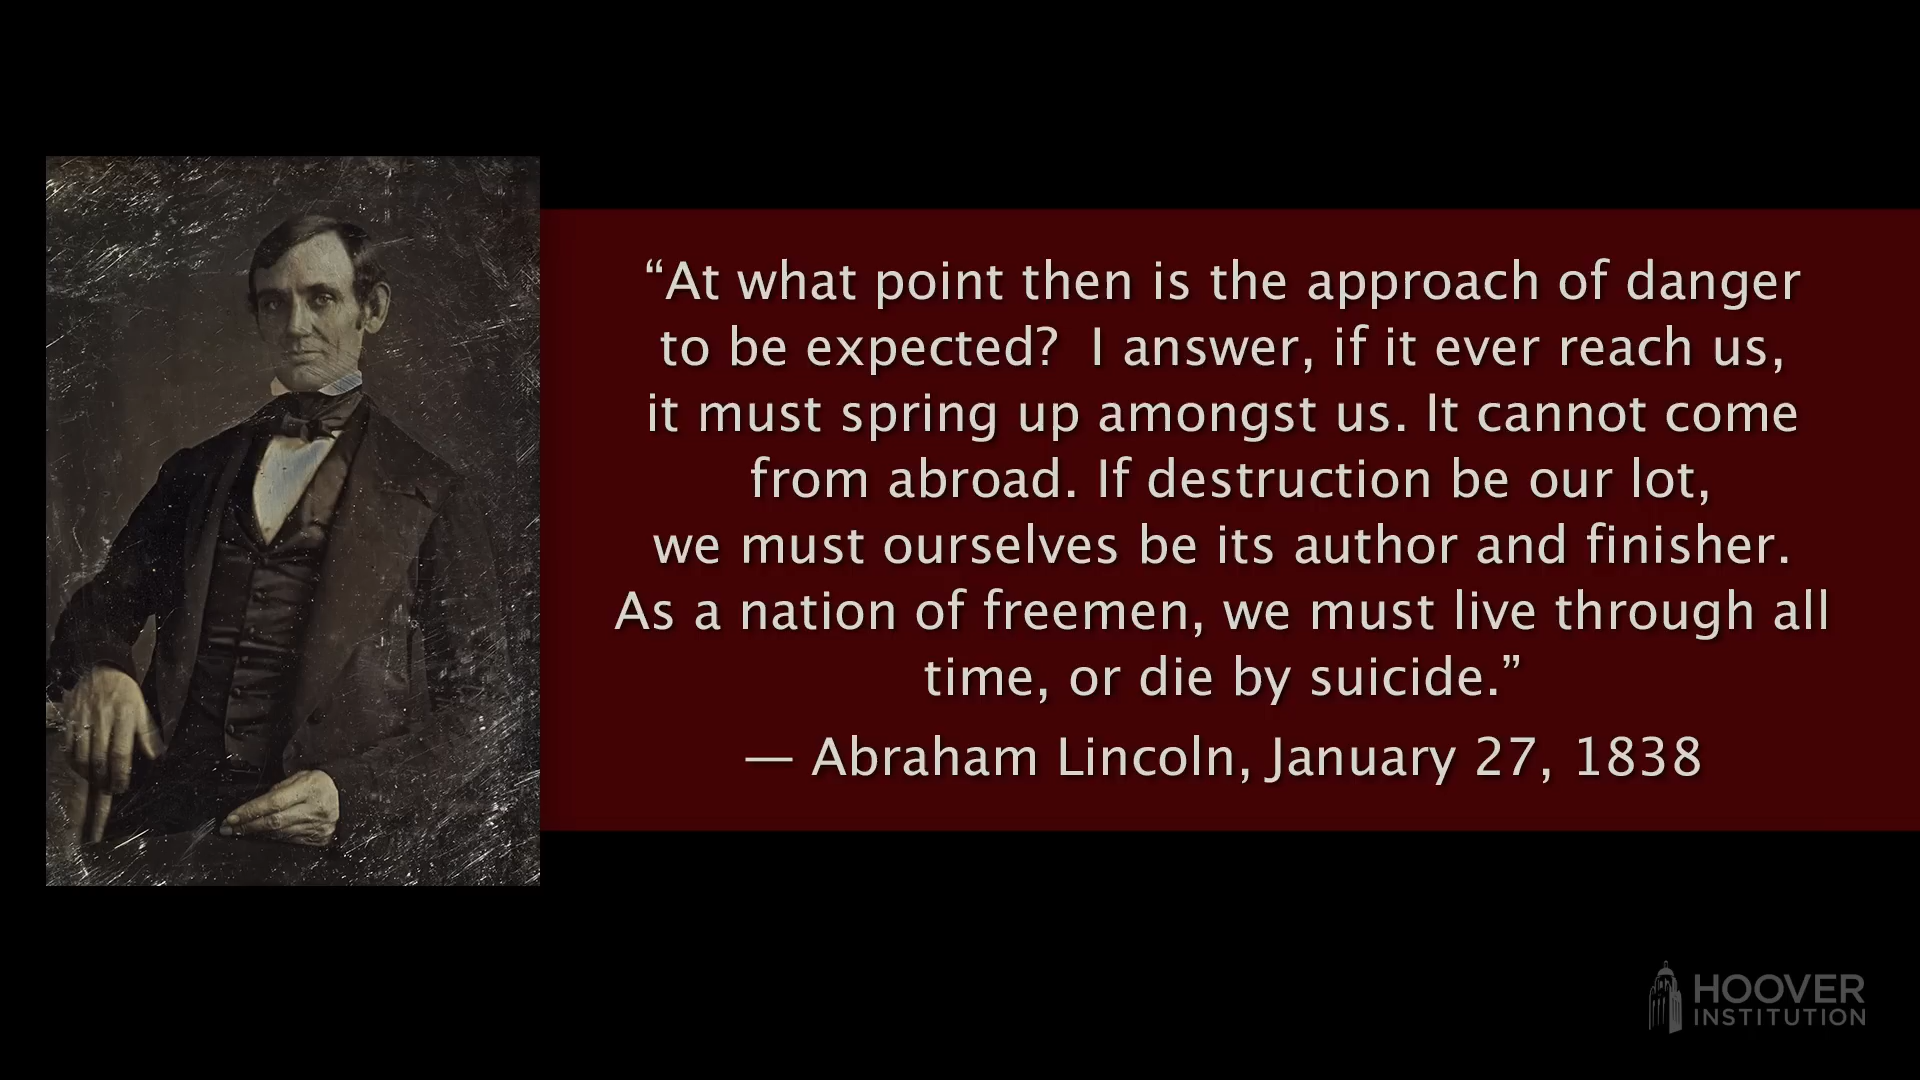 “At what point then is the approach of danger
to be expected?  I answer, if it ever reach us,
it must spring up amongst us. It cannot come
from abroad. If destruction be our lot,
we must ourselves be its author and finisher.
As a nation of freemen, we must live through all
time, or die by suicide.”
— Abraham Lincoln, January 27, 1838
HOOVER
INSTITUTION